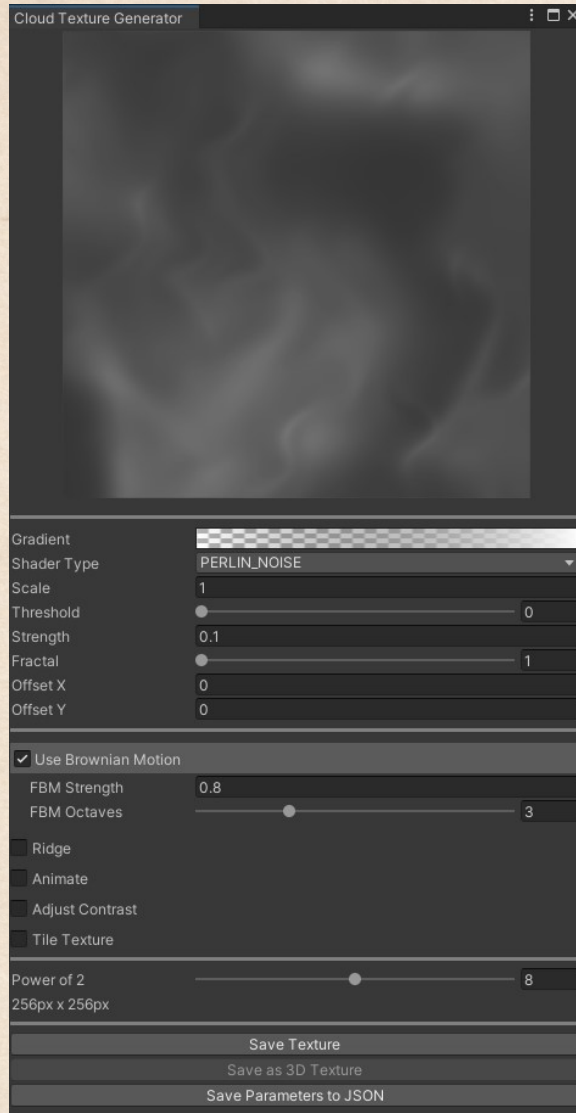 Cloud Texture Generator
Gradient
Shader Type PERLIN_NOISE
Scale 1
Threshold 0
Strength 0.1
Fractal 1
Offset X 0
Offset Y 0
Use Brownian Motion
FBM Strength 0.8
FBM Octaves 3
Ridge
Animate
Adjust Contrast
Tile Texture
Power of 2 8
256px x 256px
Save Texture
Save as 3D Texture
Save Parameters to JSON